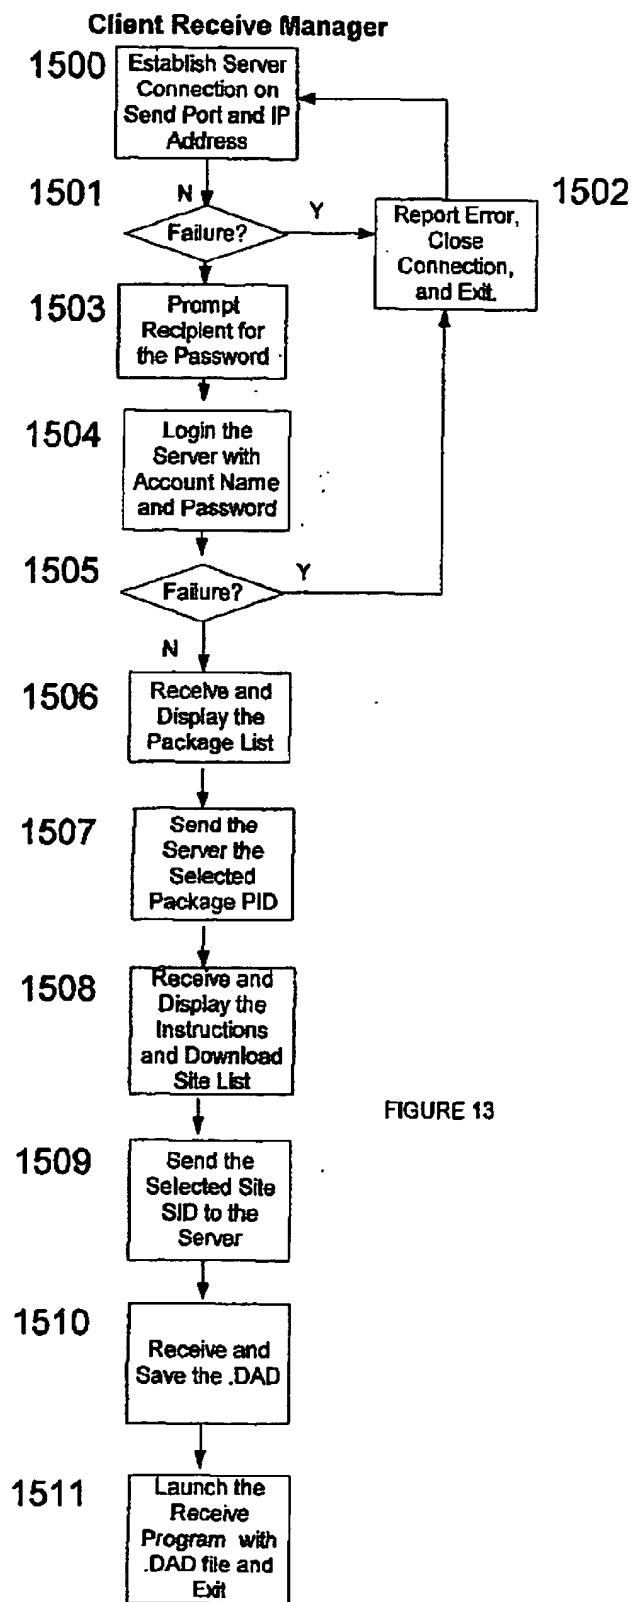 Client Receive Manager
1500
Establish Server
Connection on
Send Port and IP
Address
1501
N
Failure?
Y
1502
Report Error,
Close
Connection,
and Exit.
1503
Prompt
Recipient for
the Password
1504
Login the
Server with
Account Name
and Password
1505
Failure?
Y
N
1506
Receive and
Display the
Package List
1507
Send the
Server the
Selected
Package PID
1508
Receive and
Display the
Instructions
and Download
Site List
FIGURE 13
1509
Send the
Selected Site
SID to the
Server
1510
Receive and
Save the .DAD
1511
Launch the
Receive
Program with
.DAD file and
Exit